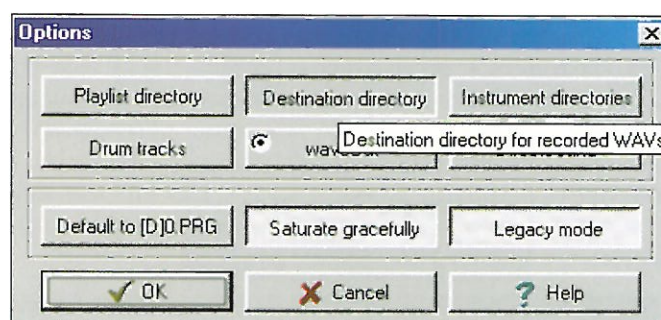 Options
Playlist directory
Destination directory
Instrument directories
Destination directory for recorded WAVs
Drum tracks
Default to [D]0.PRG
Saturate gracefully
Legacy mode
OK
Cancel
Help